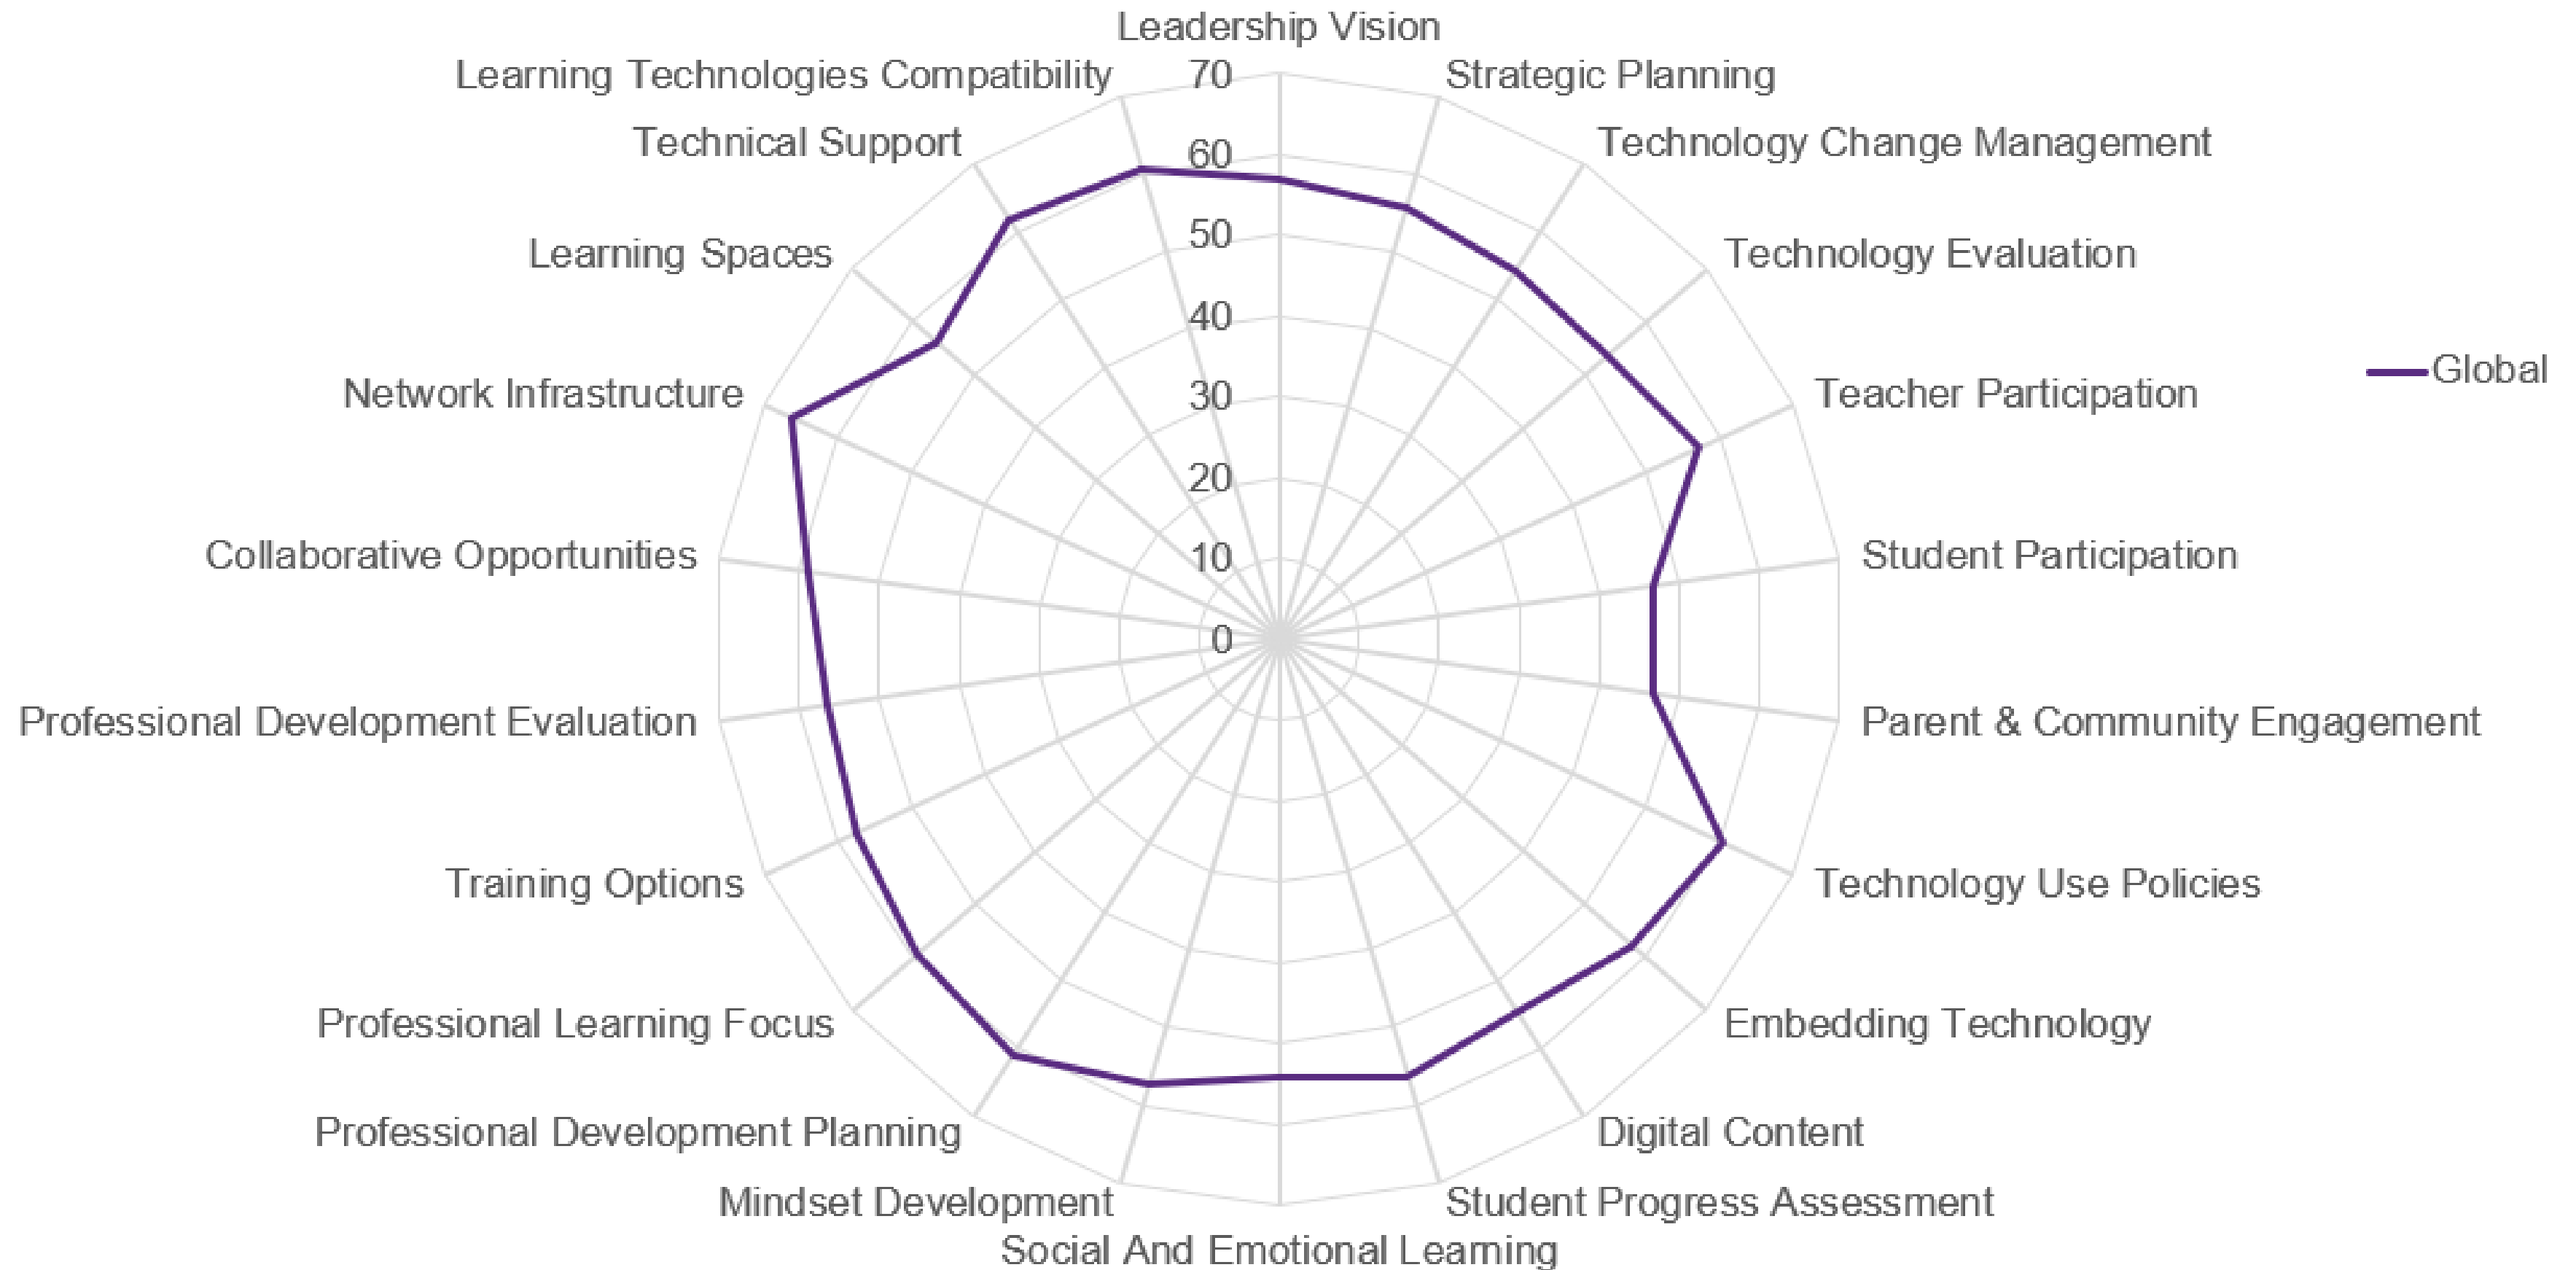 Leadership Vision
Learning Technologies Compatibility
70
Strategic Planning
Technical Support
60
Technology Change Management
Learning Spaces
50
Technology Evaluation
40
Global
Network Infrastructure
30
Teacher Participation
20
Collaborative Opportunities
10
Student Participation
0
Professional Development Evaluation
Parent & Community Engagement
Training Options
Technology Use Policies
Professional Learning Focus
Embedding Technology
Professional Development Planning
Digital Content
Mindset Development
Student Progress Assessment
Social And Emotional Learning